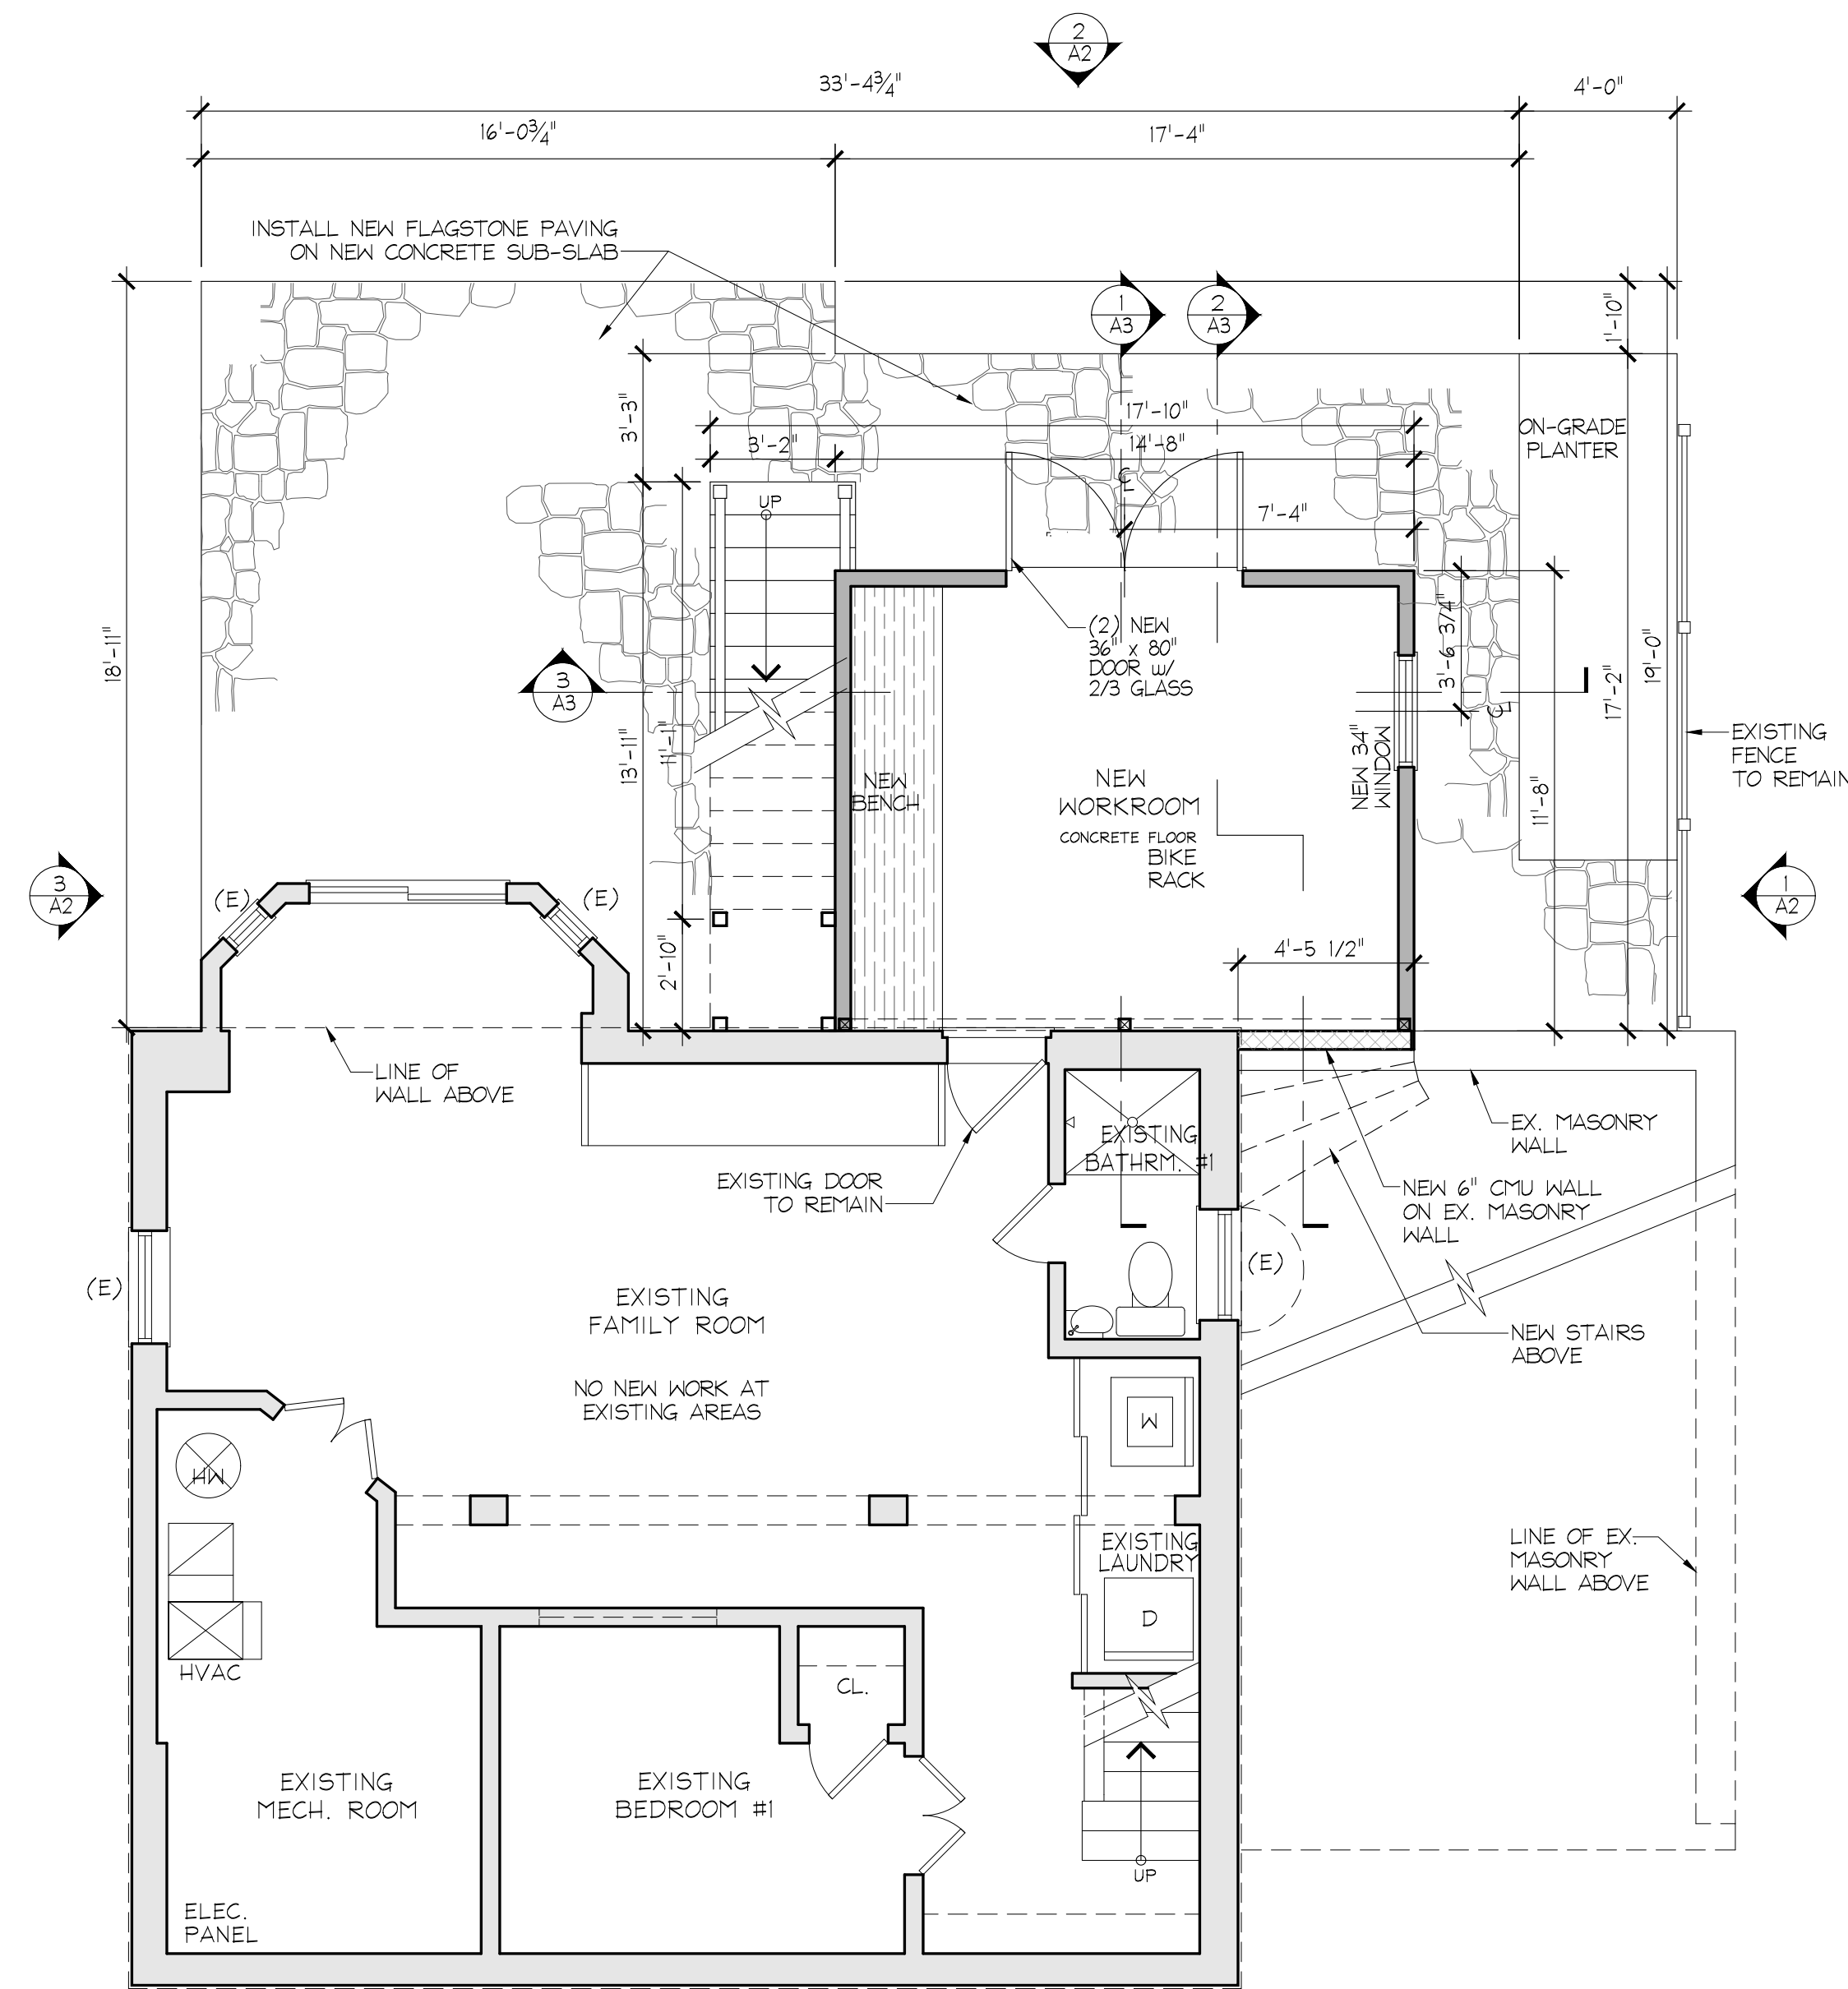 2
A2
33'-4¾"
4'-0"
16'-0¾"
17'-4"
INSTALL NEW FLAGSTONE PAVING
ON NEW CONCRETE SUB-SLAB
1
A3
2
A3
1'-10"
3'-3"
17'-10"
3'-2"
14'-8"
ON-GRADE
PLANTER
CL
UP
7'-4"
18'-11"
(2) NEW
36" x 80"
DOOR w/
2/3 GLASS
3'-6 3/4"
CL
19'-0"
17'-2"
3
A3
13'-11"
11'-1"
NEW
BENCH
NEW
WORKROOM
CONCRETE FLOOR
BIKE
RACK
NEW 34"
WINDOW
11'-8"
EXISTING
FENCE
TO REMAIN
3
A2
(E)
(E)
1
A2
2'-10"
4'-5 1/2"
LINE OF
WALL ABOVE
EX. MASONRY
WALL
EXISTING
BATHRM. #1
EXISTING DOOR
TO REMAIN
NEW 6" CMU WALL
ON EX. MASONRY
WALL
(E)
(E)
EXISTING
FAMILY ROOM
NEW STAIRS
ABOVE
NO NEW WORK AT
EXISTING AREAS
W
HW
EXISTING
LAUNDRY
LINE OF EX.
MASONRY
WALL ABOVE
D
HVAC
CL.
EXISTING
MECH. ROOM
EXISTING
BEDROOM #1
UP
ELEC.
PANEL